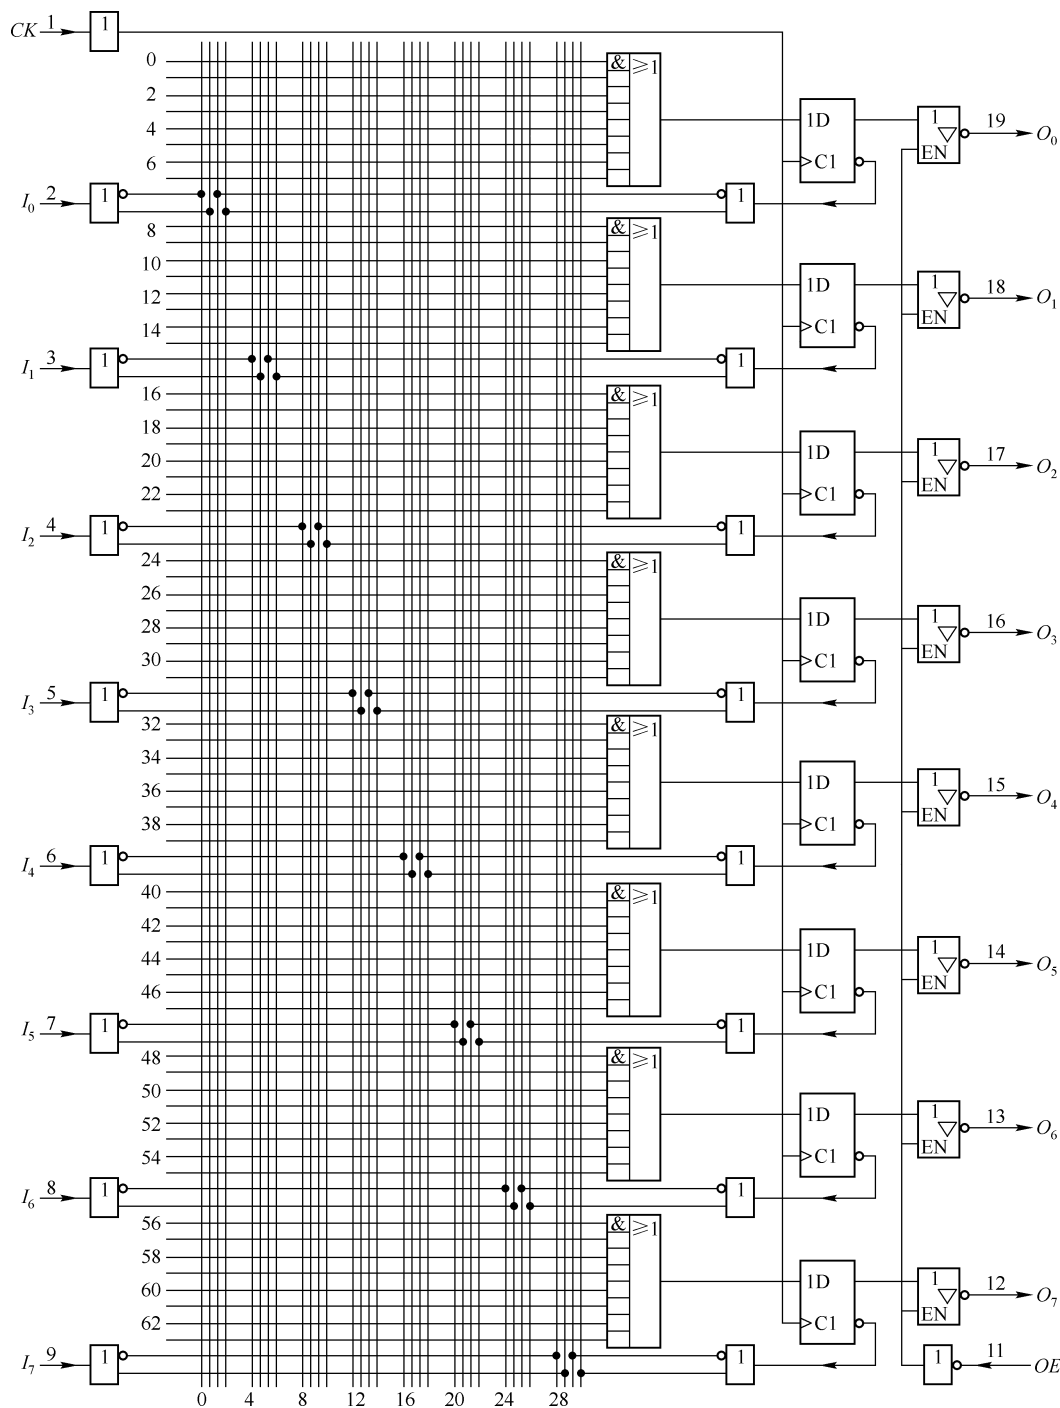 CK 1 1
0 & ≥1
2
4 1D 1 19 O0
6 C1 ▽ EN
I0 2 1 1
8 & ≥1
10
12 1D 1 18 O1
14 C1 ▽ EN
I1 3 1 1
16 & ≥1
18
20 1D 1 17 O2
22 C1 ▽ EN
I2 4 1 1
24 & ≥1
26
28 1D 1 16 O3
30 C1 ▽ EN
I3 5 1 1
32 & ≥1
34
36 1D 1 15 O4
38 C1 ▽ EN
I4 6 1 1
40 & ≥1
42
44 1D 1 14 O5
46 C1 ▽ EN
I5 7 1 1
48 & ≥1
50
52 1D 1 13 O6
54 C1 ▽ EN
I6 8 1 1
56 & ≥1
58
60 1D 1 12 O7
62 C1 ▽ EN
I7 9 1 1 1 11 OE
0 4 8 12 16 20 24 28